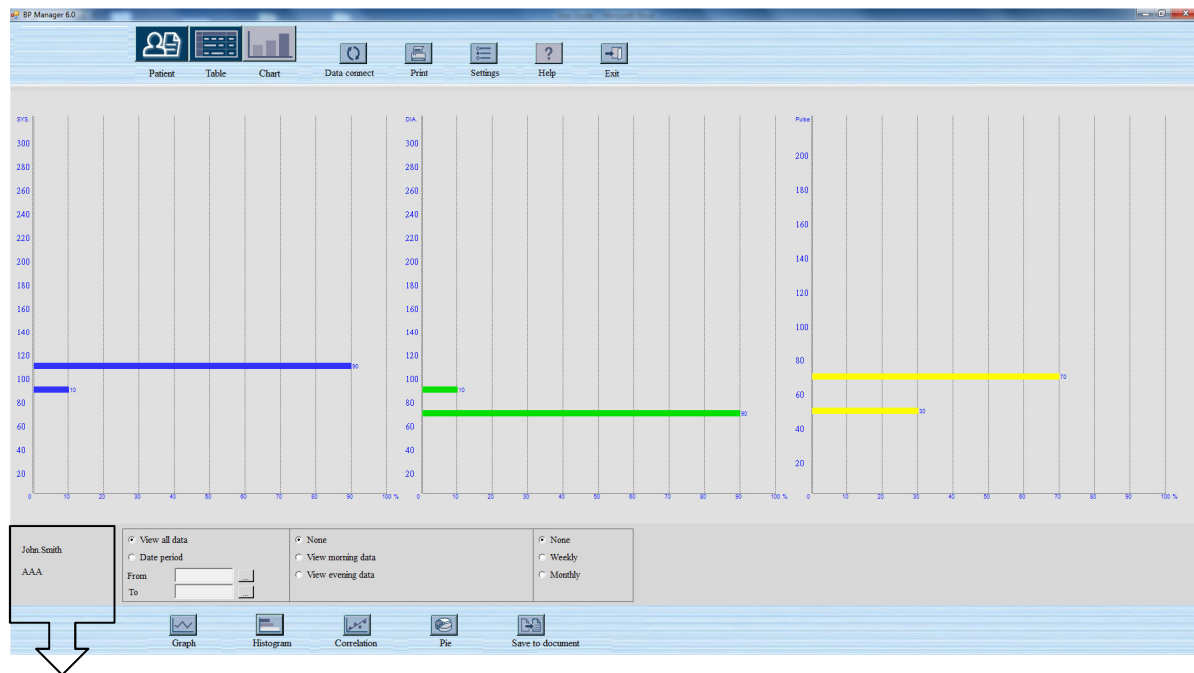 BP Manager 6.0
Patient Table Chart Data connect Print Settings Help Exit
SYS.
300
280
260
240
220
200
180
160
140
120
100
80
60
40
20
90
10
0 10 20 30 40 50 60 70 80 90 100 %
DIA.
300
280
260
240
220
200
180
160
140
120
100
80
60
40
20
10
90
0 10 20 30 40 50 60 70 80 90 100 %
Pulse
200
180
160
140
120
100
80
60
40
20
70
30
0 10 20 30 40 50 60 70 80 90 100 %
John.Smith
AAA
View all data
Date period
From ...
To ...
None
View morning data
View evening data
None
Weekly
Monthly
Graph Histogram Correlation Pie Save to document